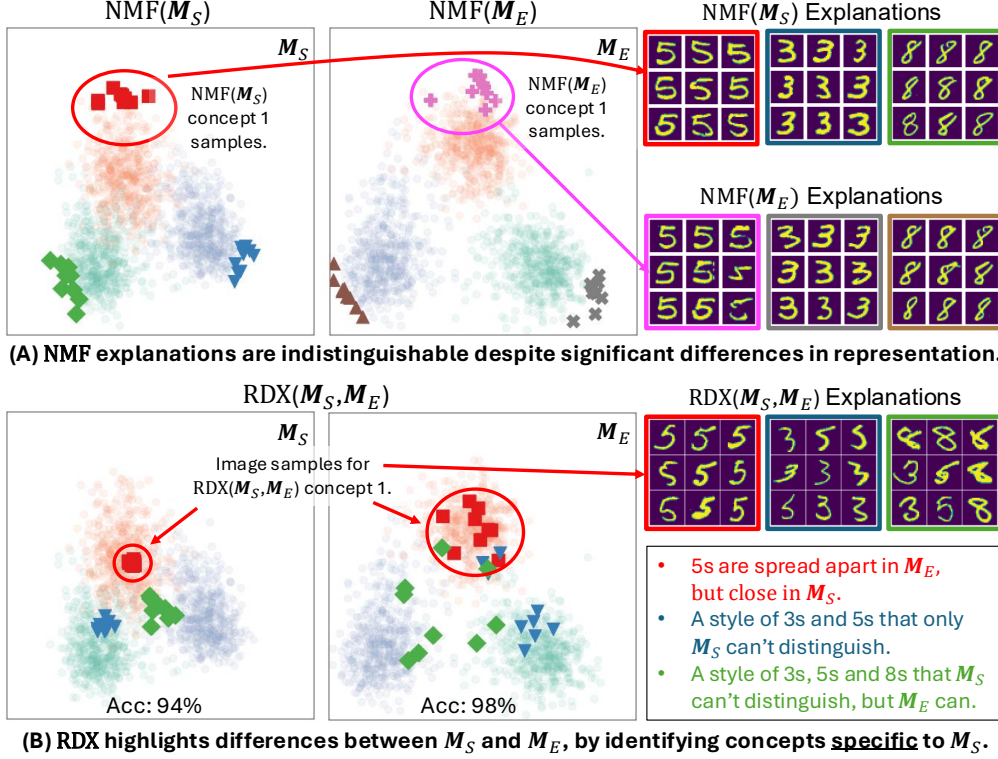 NMF(M_S)
NMF(M_E)
NMF(M_S) Explanations
M_S
M_E
NMF(M_S)
concept 1
samples.
NMF(M_E)
concept 1
samples.
NMF(M_E) Explanations
(A) NMF explanations are indistinguishable despite significant differences in representation.
RDX(M_S,M_E)
RDX(M_S,M_E) Explanations
M_S
M_E
Image samples for
RDX(M_S,M_E) concept 1.
• 5s are spread apart in M_E,
but close in M_S.
• A style of 3s and 5s that only
M_S can’t distinguish.
• A style of 3s, 5s and 8s that M_S
can’t distinguish, but M_E can.
Acc: 94%
Acc: 98%
(B) RDX highlights differences between M_S and M_E, by identifying concepts specific to M_S.